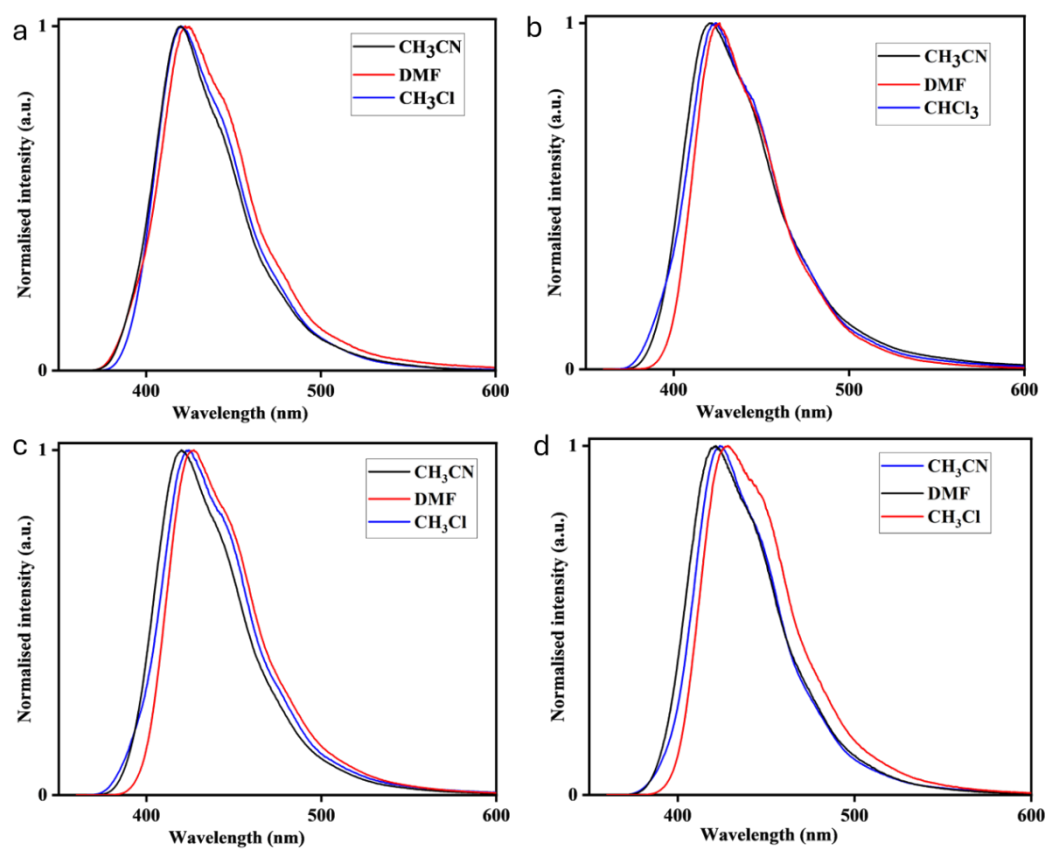 a
1
CH₃CN
DMF
CH₃Cl
Normalised intensity (a.u.)
0
400
500
600
Wavelength (nm)
b
1
CH₃CN
DMF
CHCl₃
Normalised intensity (a.u.)
0
400
500
600
Wavelength (nm)
c
1
CH₃CN
DMF
CH₃Cl
Normalised intensity (a.u.)
0
400
500
600
Wavelength (nm)
d
1
CH₃CN
DMF
CH₃Cl
Normalised intensity (a.u.)
0
400
500
600
Wavelength (nm)